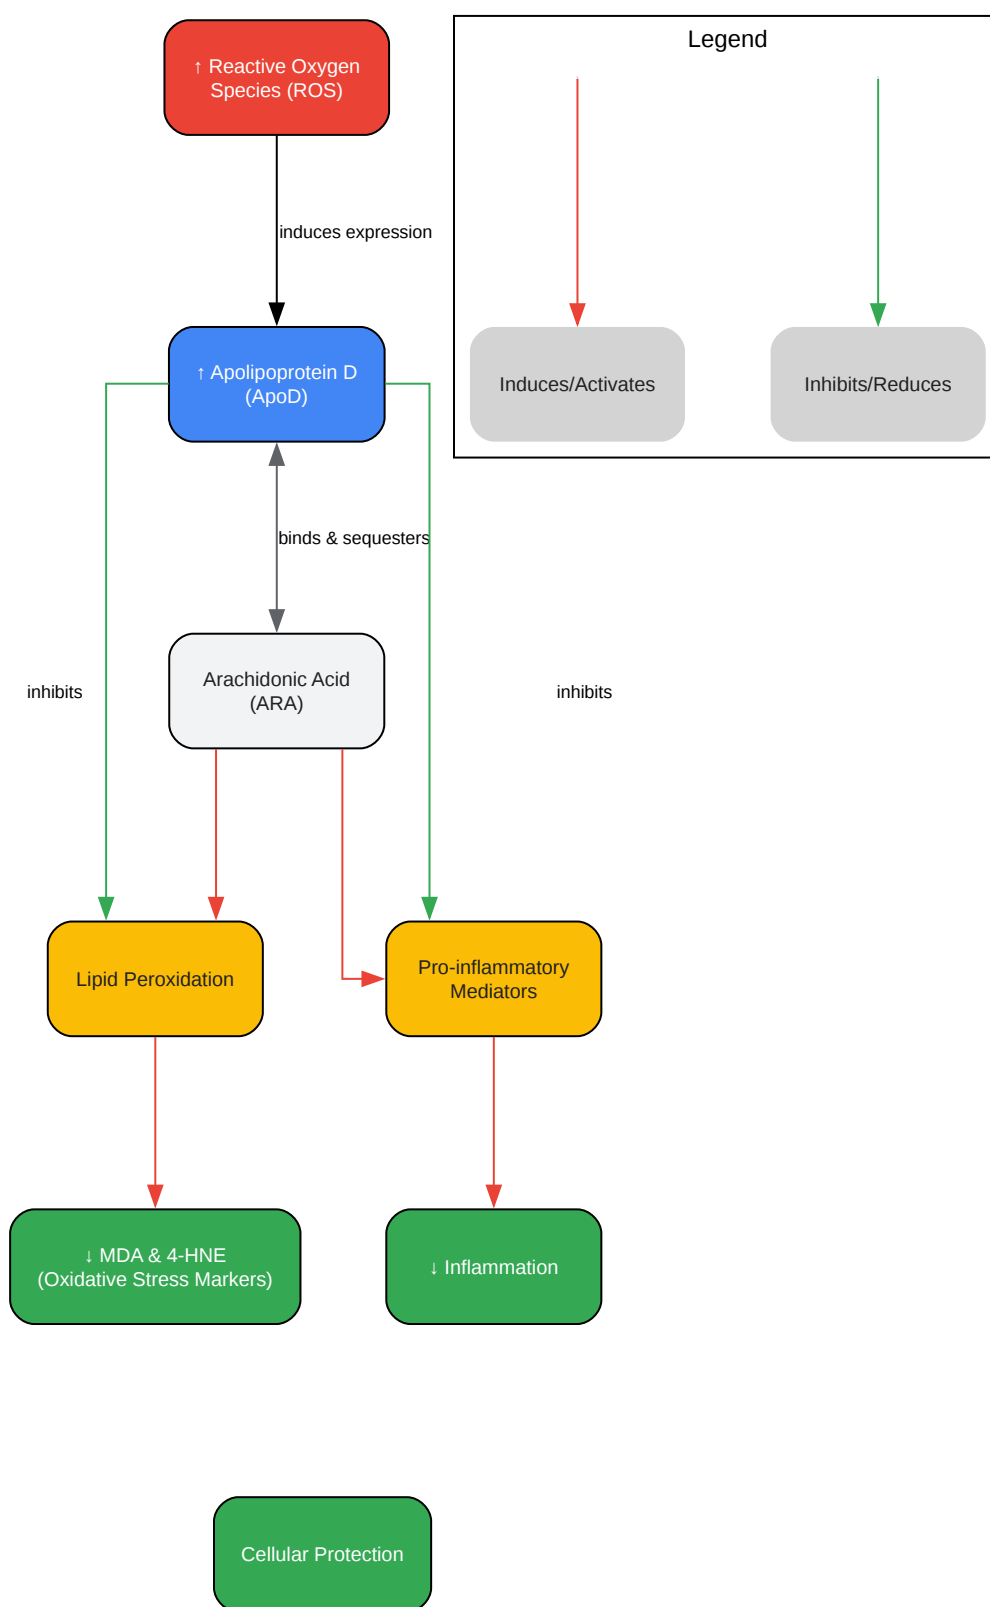 ↑ Reactive Oxygen
Species (ROS)
Legend
induces expression
↑ Apolipoprotein D
(ApoD)
Induces/Activates
Inhibits/Reduces
binds & sequesters
Arachidonic Acid
(ARA)
inhibits
inhibits
Lipid Peroxidation
Pro-inflammatory
Mediators
↓ MDA & 4-HNE
(Oxidative Stress Markers)
↓ Inflammation
Cellular Protection